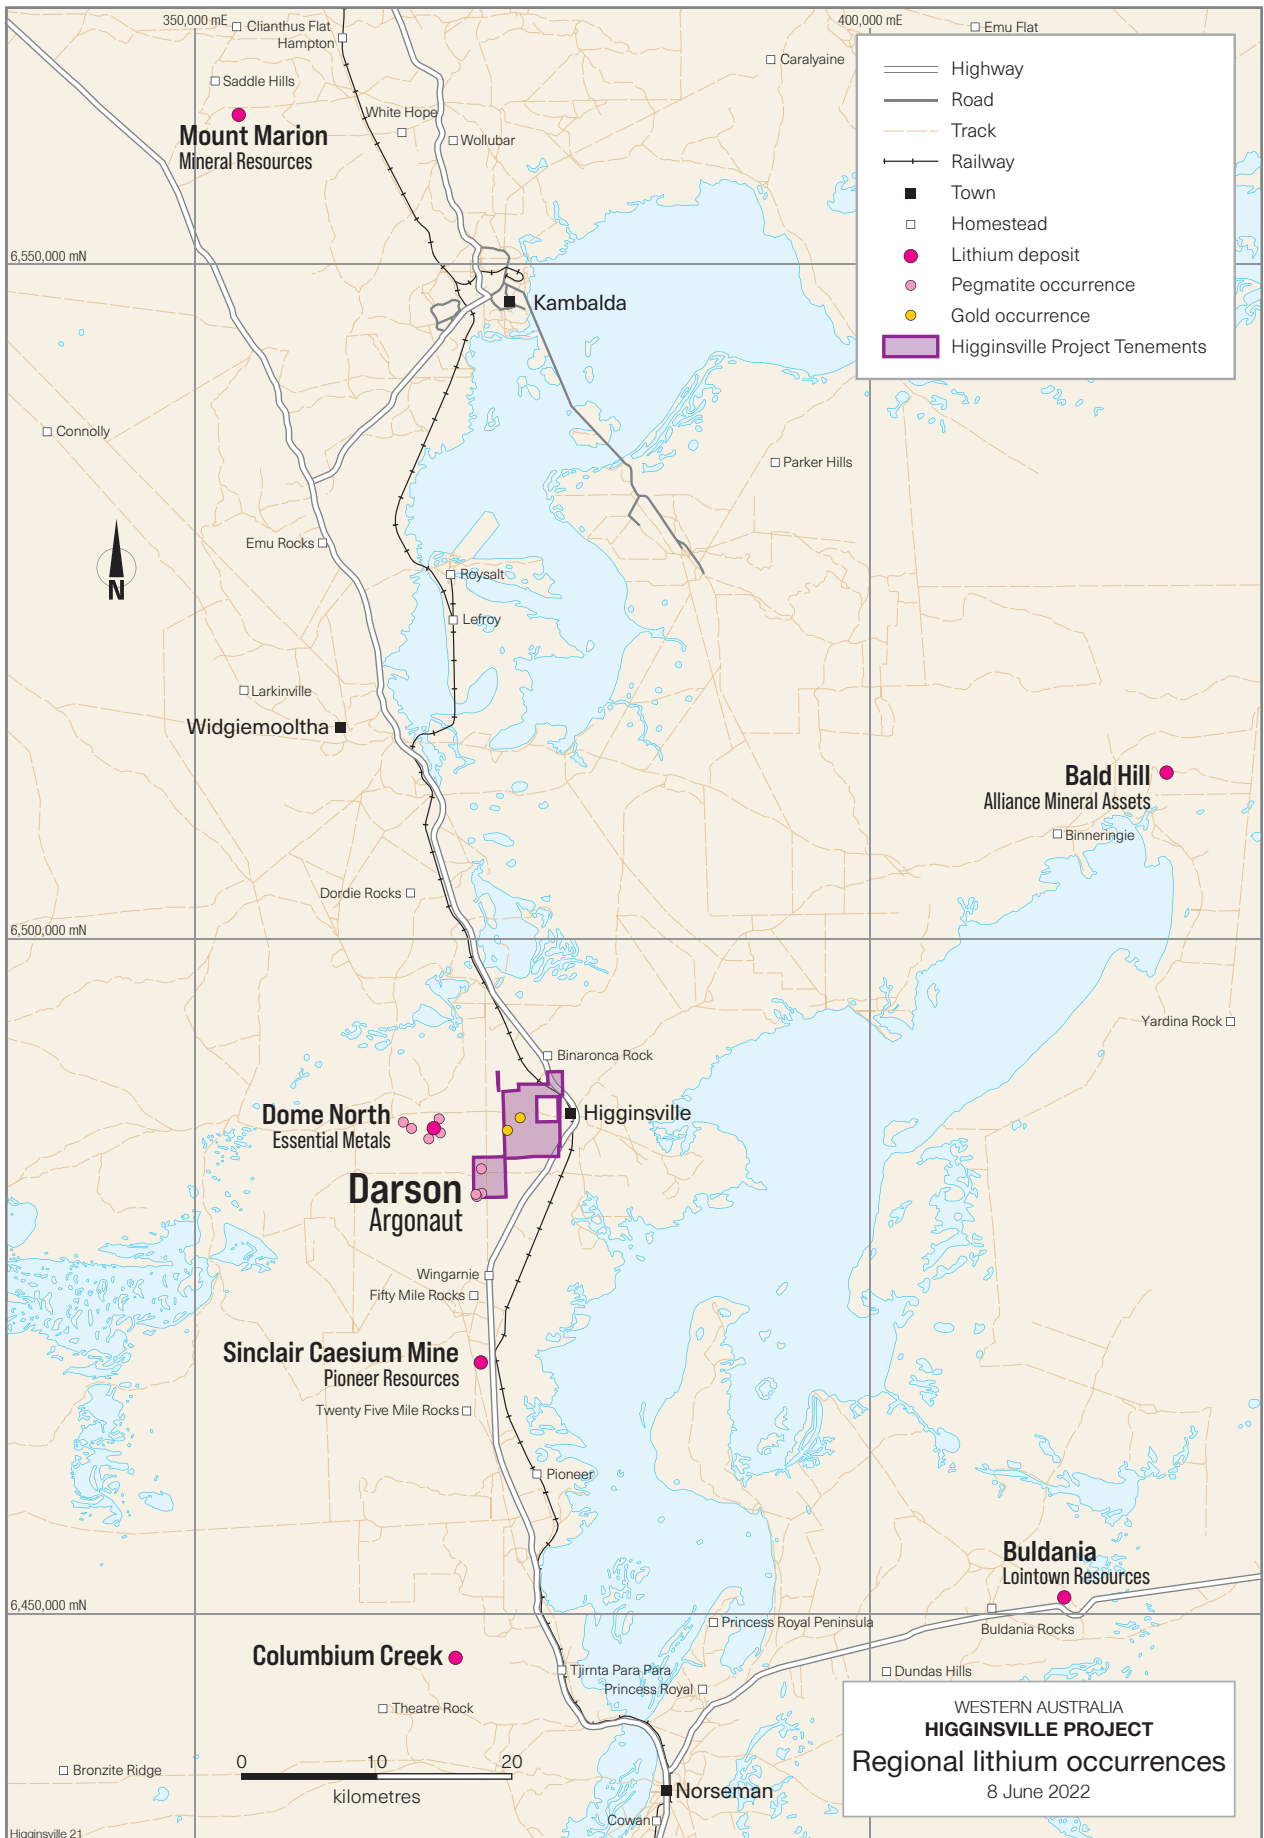 350,000 mE
400,000 mE
Clianthus Flat
Hampton
Emu Flat
Caralyaine
Saddle Hills
Mount Marion
Mineral Resources
White Hope
Wollubar
Highway
Road
Track
Railway
Town
Homestead
Lithium deposit
Pegmatite occurrence
Gold occurrence
Higginsville Project Tenements
6,550,000 mN
Kambalda
Connolly
Parker Hills
Emu Rocks
N
Roysalt
Lefroy
Larkinville
Widgiemooltha
Bald Hill
Alliance Mineral Assets
Binneringie
Dordie Rocks
6,500,000 mN
Yardina Rock
Binaronca Rock
Dome North
Essential Metals
Higginsville
Darson
Argonaut
Wingarnie
Fifty Mile Rocks
Sinclair Caesium Mine
Pioneer Resources
Twenty Five Mile Rocks
Pioneer
Buldania
Lointown Resources
6,450,000 mN
Princess Royal Peninsula
Buldania Rocks
Columbium Creek
Tjirnta Para Para
Princess Royal
Dundas Hills
Theatre Rock
WESTERN AUSTRALIA
HIGGINSVILLE PROJECT
Regional lithium occurrences
8 June 2022
0 10 20
kilometres
Bronzite Ridge
Norseman
Cowan
Higginsville 21